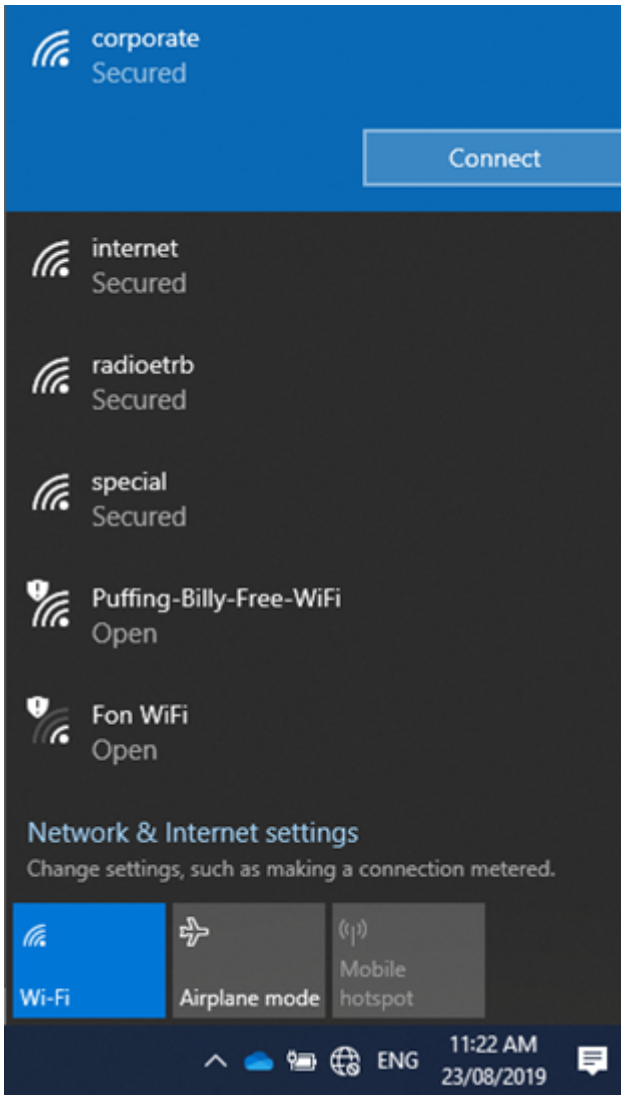 corporate
Secured
Connect
internet
Secured
radioetrb
Secured
special
Secured
Puffing-Billy-Free-WiFi
Open
Fon WiFi
Open
Network & Internet settings
Change settings, such as making a connection metered.
Wi-Fi
Airplane mode
Mobile
hotspot
ENG
11:22 AM
23/08/2019